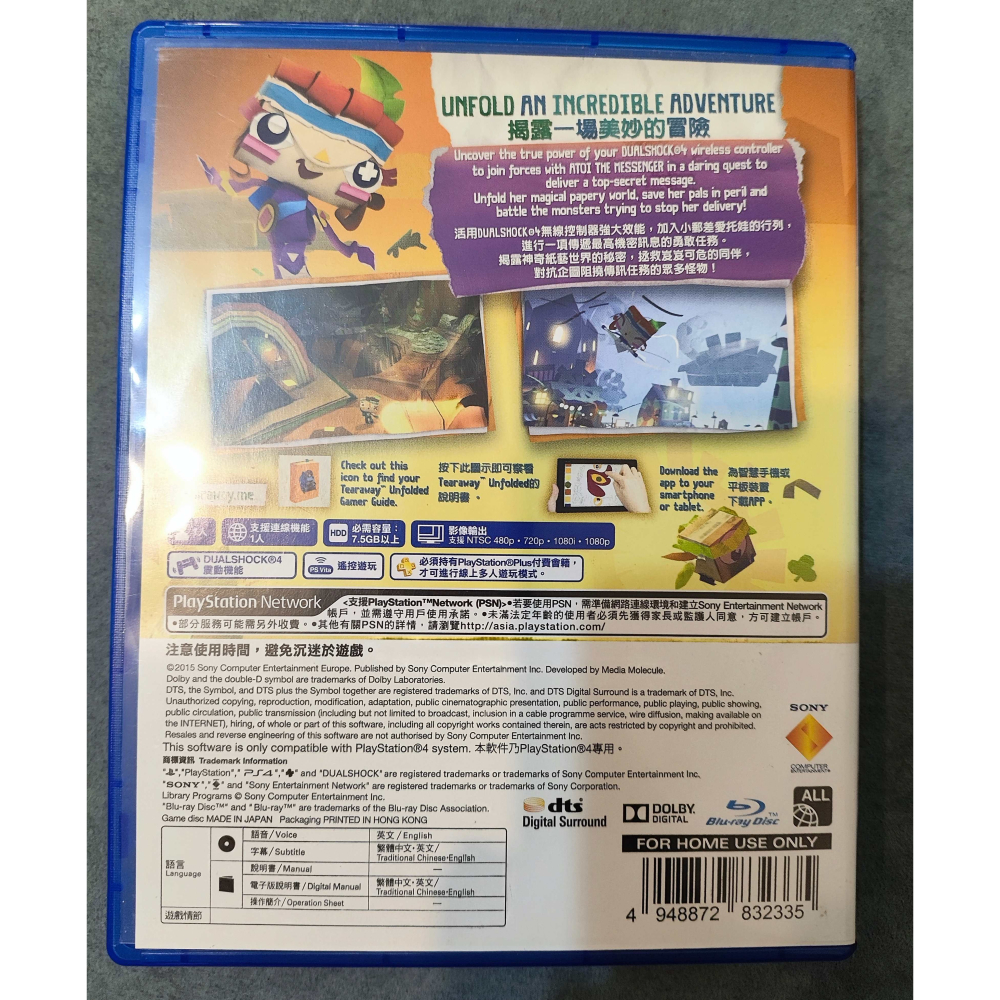 UNFOLD AN INCREDIBLE ADVENTURE
揭露一場美妙的冒險
Uncover the true power of your DUALSHOCK®4 wireless controller
to join forces with ATOI THE MESSENGER in a daring quest to
deliver a top-secret message.
Unfold her magical papery world, save her pals in peril and
battle the monsters trying to stop her delivery!
活用DUALSHOCK®4無線控制器強大效能，加入小郵差愛托娃的行列，
進行一項傳遞最高機密訊息的勇敢任務。
揭露神奇紙藝世界的秘密，拯救岌岌可危的同伴，
對抗企圖阻撓傳訊任務的眾多怪物！
Check out this
icon to find your
Tearaway™ Unfolded
Gamer Guide.
按下此圖示即可察看
Tearaway™ Unfolded的
說明書。
Download the
app to your
smartphone
or tablet.
為智慧手機或
平板裝置
下載APP。
支援連線機能
1人
HDD 必需容量：
7.5GB以上
影像輸出
支援 NTSC 480p・720p・1080i・1080p
DUALSHOCK®4
震動機能
PS Vita 遙控遊玩
必須持有PlayStation®Plus付費會籍，
才可進行線上多人遊玩模式。
PlayStation Network
<支援PlayStation™Network (PSN)>●若要使用PSN，需準備網路連線環境和建立Sony Entertainment Network
帳戶，並需遵守用戶使用承諾。●未滿法定年齡的使用者必須先獲得家長或監護人同意，方可建立帳戶。
●部分服務可能需另外收費。●其他有關PSN的詳情，請瀏覽http://asia.playstation.com/
注意使用時間，避免沉迷於遊戲。
©2015 Sony Computer Entertainment Europe. Published by Sony Computer Entertainment Inc. Developed by Media Molecule.
Dolby and the double-D symbol are trademarks of Dolby Laboratories.
DTS, the Symbol, and DTS plus the Symbol together are registered trademarks of DTS, Inc. and DTS Digital Surround is a trademark of DTS, Inc.
Unauthorized copying, reproduction, modification, adaptation, public cinematographic presentation, public performance, public playing, public showing,
public circulation, public transmission (including but not limited to broadcast, inclusion in a cable programme service, wire diffusion, making available on
the INTERNET), hiring, of whole or part of this software, including all copyright works contained therein, are acts restricted by copyright and prohibited.
Resales and reverse engineering of this software are not authorised by Sony Computer Entertainment Inc.
This software is only compatible with PlayStation®4 system. 本軟件乃PlayStation®4專用。
商標資訊 Trademark Information
"PlayStation"," PS4 "," " and "DUALSHOCK" are registered trademarks or trademarks of Sony Computer Entertainment Inc.
"SONY"," " and "Sony Entertainment Network" are registered trademarks or trademarks of Sony Corporation.
Library Programs © Sony Computer Entertainment Inc.
"Blu-ray Disc™" and "Blu-ray™" are trademarks of the Blu-ray Disc Association.
Game disc MADE IN JAPAN Packaging PRINTED IN HONG KONG
SONY
COMPUTER
ENTERTAINMENT
dts
Digital Surround
DOLBY
DIGITAL
Blu-ray Disc™
ALL
FOR HOME USE ONLY
語言
Language
語音/Voice 英文/English
字幕/Subtitle 繁體中文・英文/
Traditional Chinese・English
說明書/Manual —
電子版說明書/Digital Manual 繁體中文・英文/
Traditional Chinese・English
操作簡介/Operation Sheet —
遊戲情節
4 948872 832335